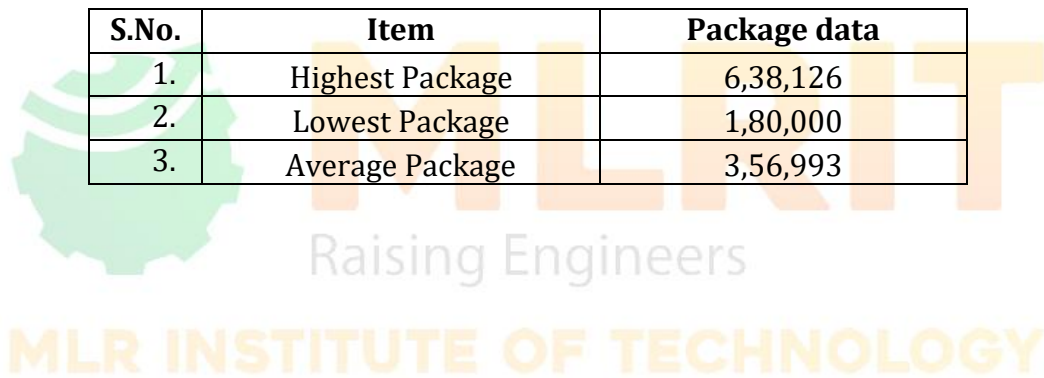 S.No. Item Package data
1. Highest Package 6,38,126
2. Lowest Package 1,80,000
3. Average Package 3,56,993
MLRIT
Raising Engineers
MLR INSTITUTE OF TECHNOLOGY